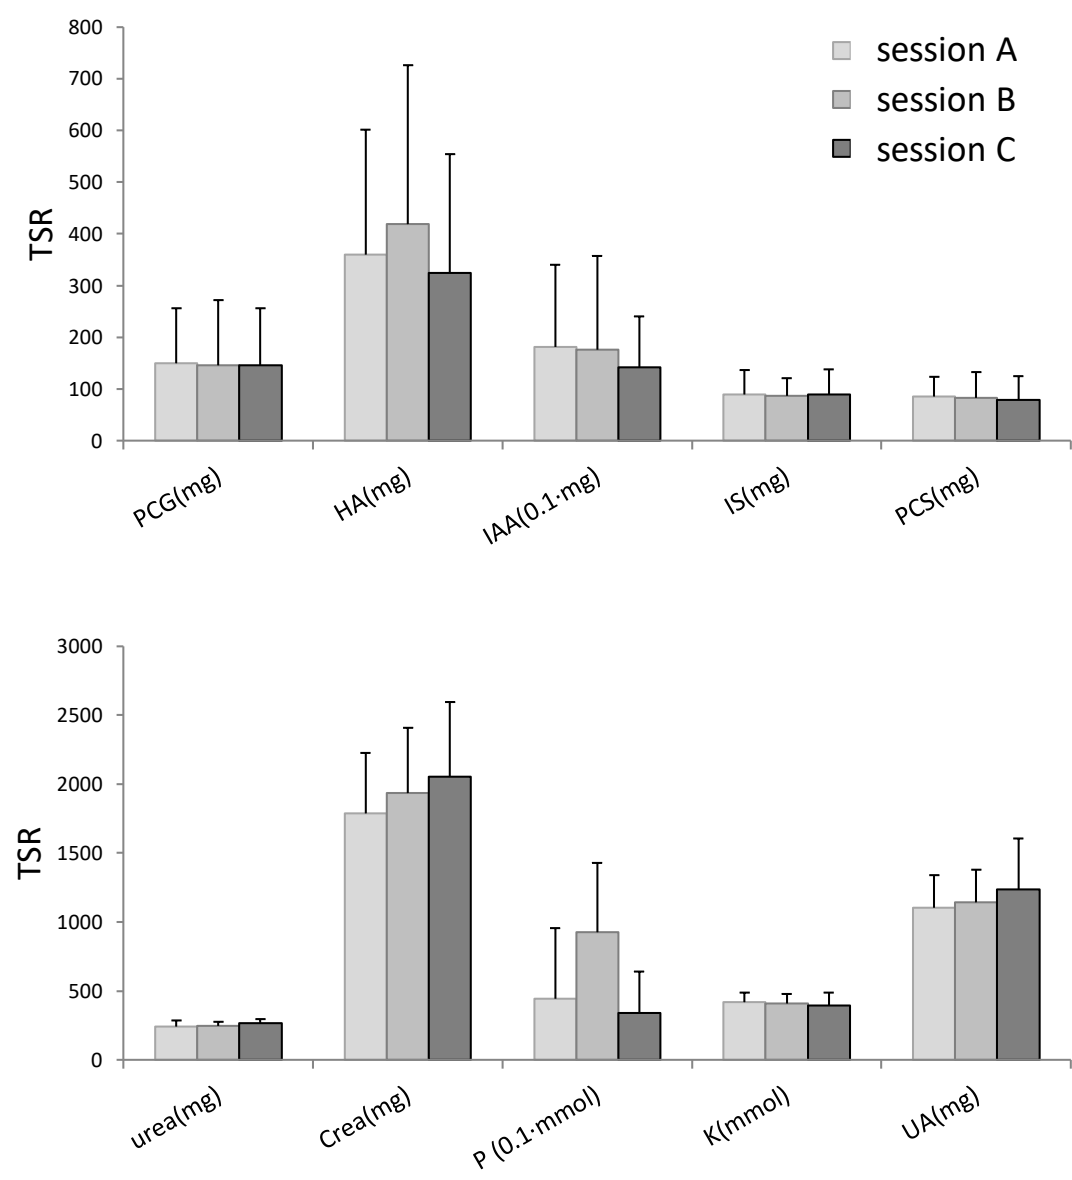 800
700
600
500
400
300
200
100
0
TSR
session A
session B
session C
PCG(mg)
HA(mg)
IAA(0.1·mg)
IS(mg)
PCS(mg)
3000
2500
2000
1500
1000
500
0
TSR
urea(mg)
Crea(mg)
P (0.1·mmol)
K(mmol)
UA(mg)